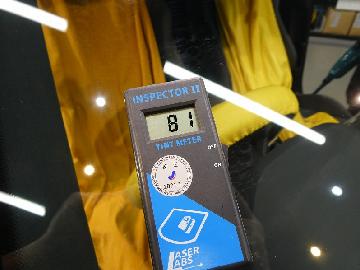 INSPECTOR II
81
TINT METER
OFF
ON
LASER
LABS